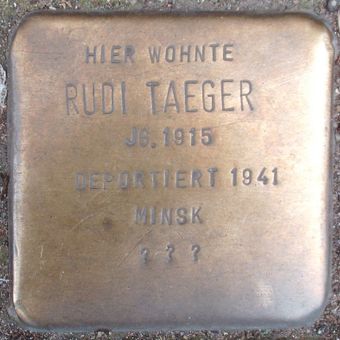 HIER WOHNTE
RUDI TAEGER
JG. 1915
DEPORTIERT 1941
MINSK
? ? ?